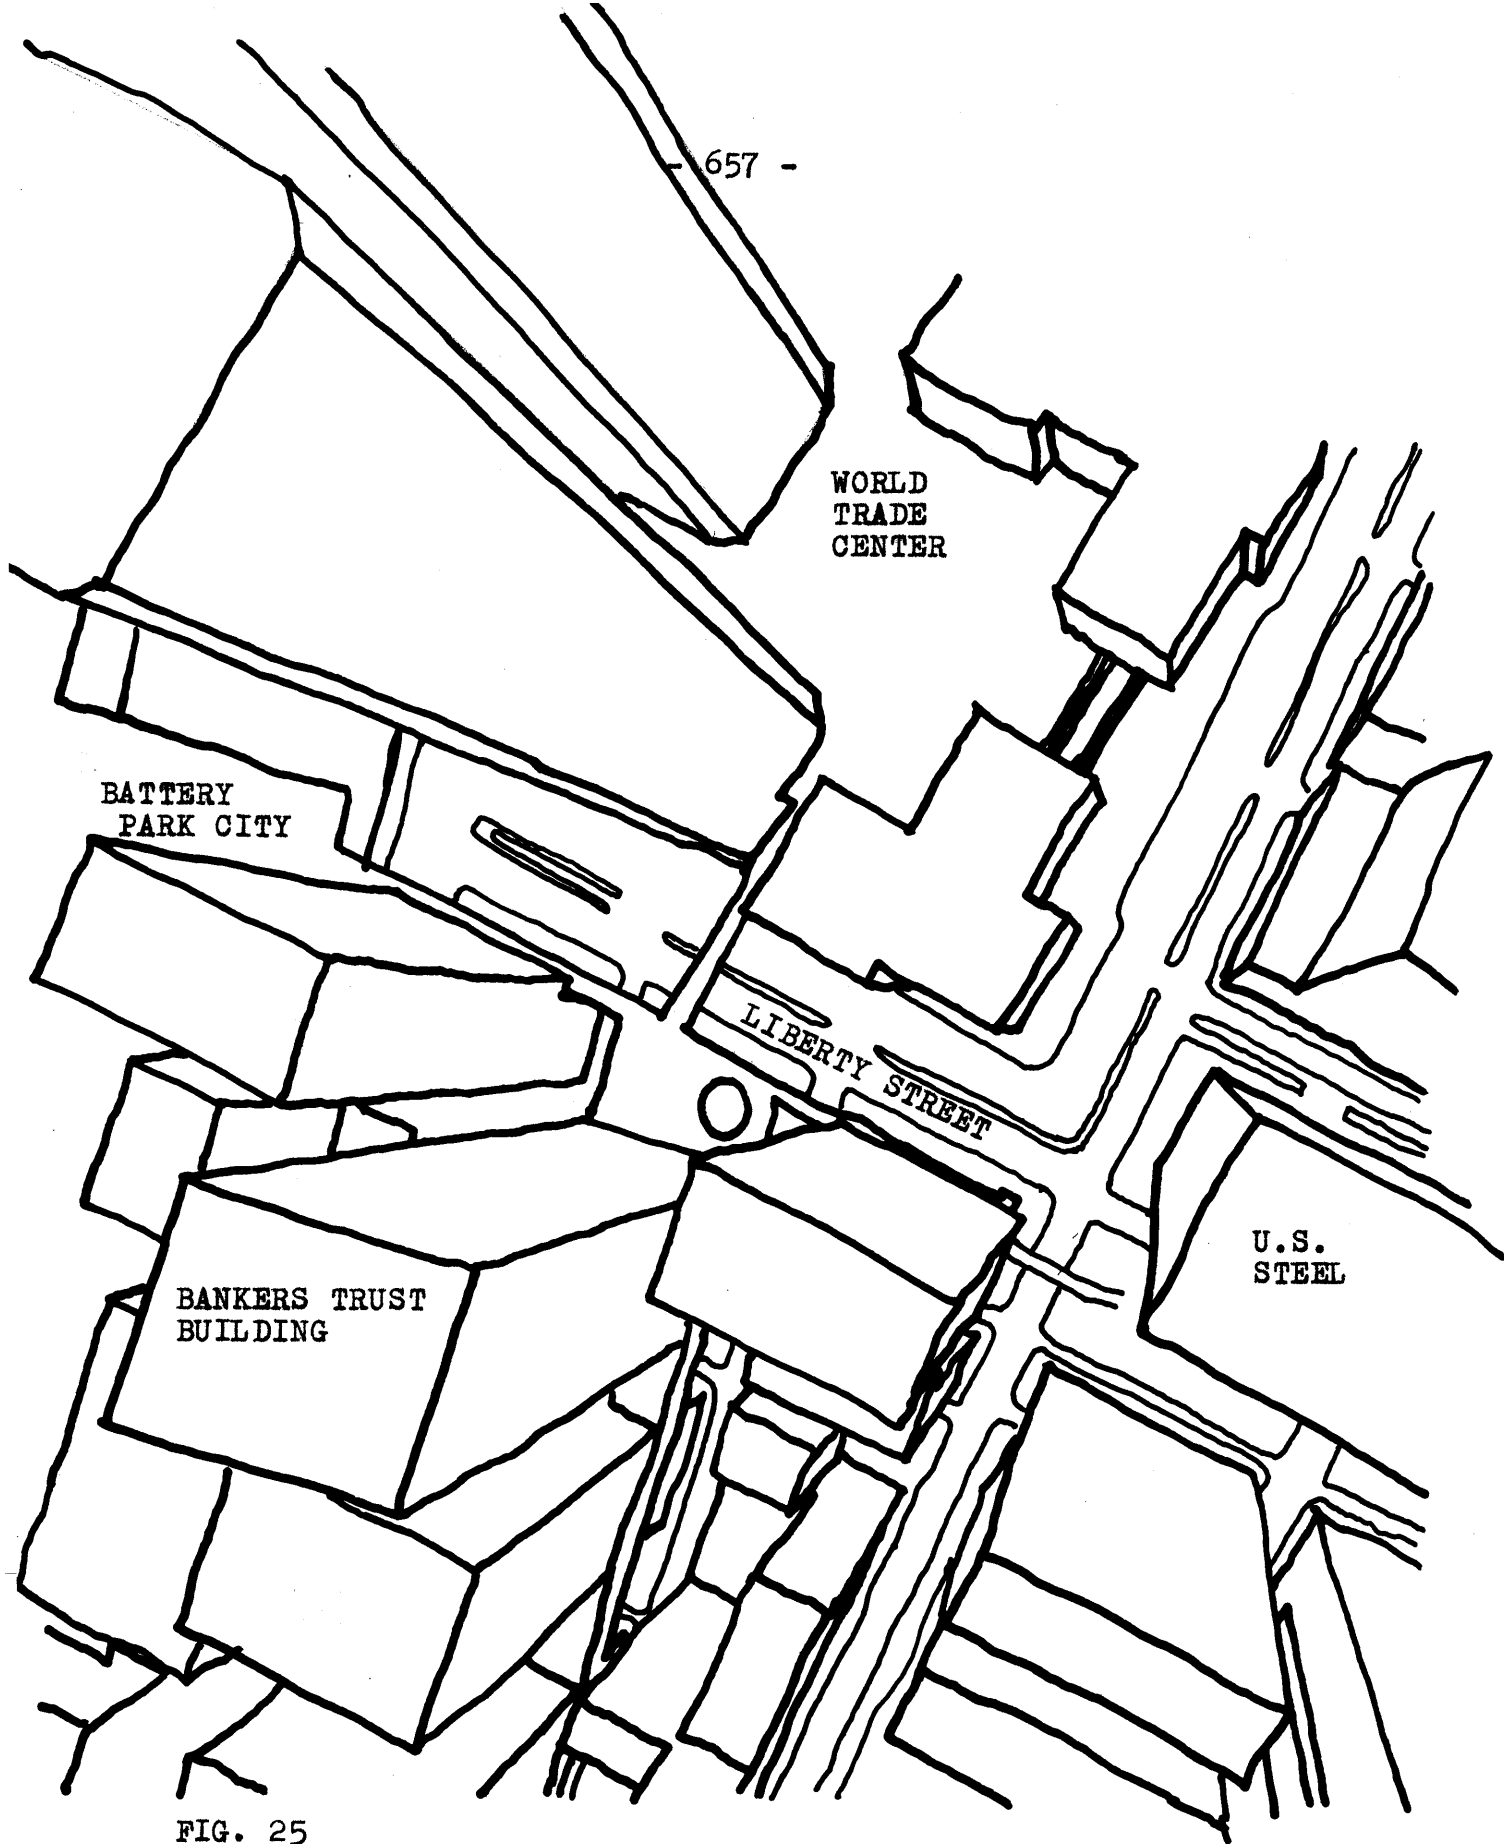 - 657 -
WORLD
TRADE
CENTER
BATTERY
PARK CITY
LIBERTY STREET
U.S.
STEEL
BANKERS TRUST
BUILDING
FIG. 25